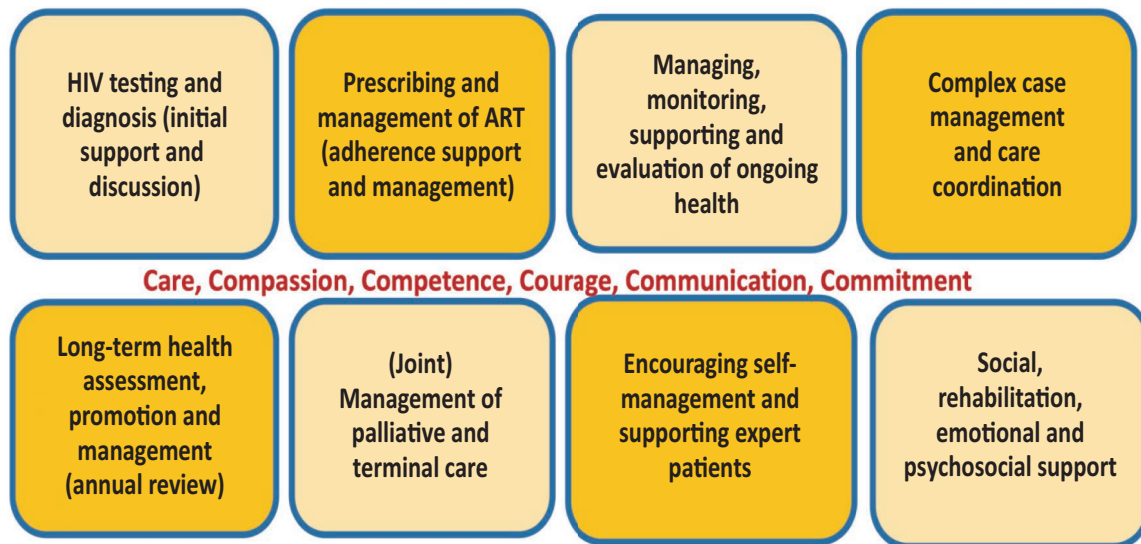 HIV testing and
diagnosis (initial
support and
discussion)
Prescribing and
management of ART
(adherence support
and management)
Managing,
monitoring,
supporting and
evaluation of ongoing
health
Complex case
management
and care
coordination
Care, Compassion, Competence, Courage, Communication, Commitment
Long-term health
assessment,
promotion and
management
(annual review)
(Joint)
Management of
palliative and
terminal care
Encouraging self-
management and
supporting expert
patients
Social,
rehabilitation,
emotional and
psychosocial support